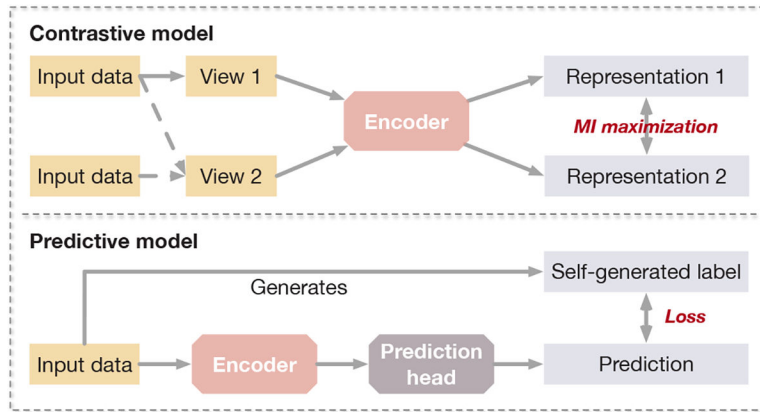 Contrastive model
Input data
View 1
Representation 1
Encoder
MI maximization
Input data
View 2
Representation 2
Predictive model
Self-generated label
Generates
Loss
Input data
Encoder
Prediction
head
Prediction